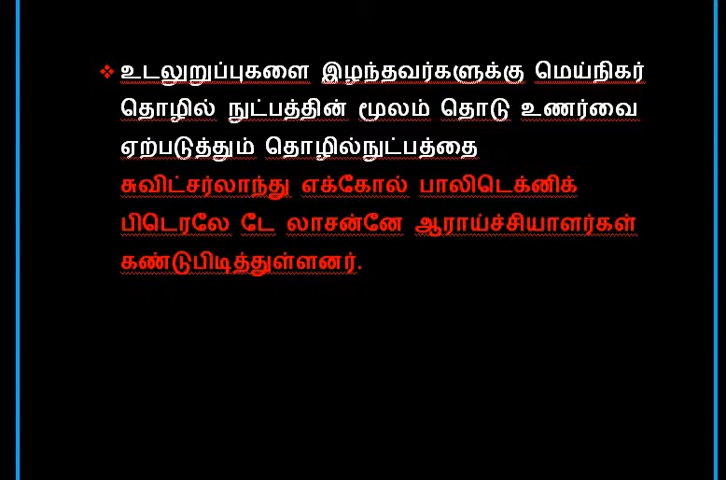 ❖ உடலுறுப்புகளை இழந்தவர்களுக்கு மெய்நிகர்
தொழில் நுட்பத்தின் மூலம் தொடு உணர்வை
ஏற்படுத்தும் தொழில்நுட்பத்தை
சுவிட்சர்லாந்து எக்கோல் பாலிடெக்னிக்
பிடெரலே டே லாசன்னே ஆராய்ச்சியாளர்கள்
கண்டுபிடித்துள்ளனர்.